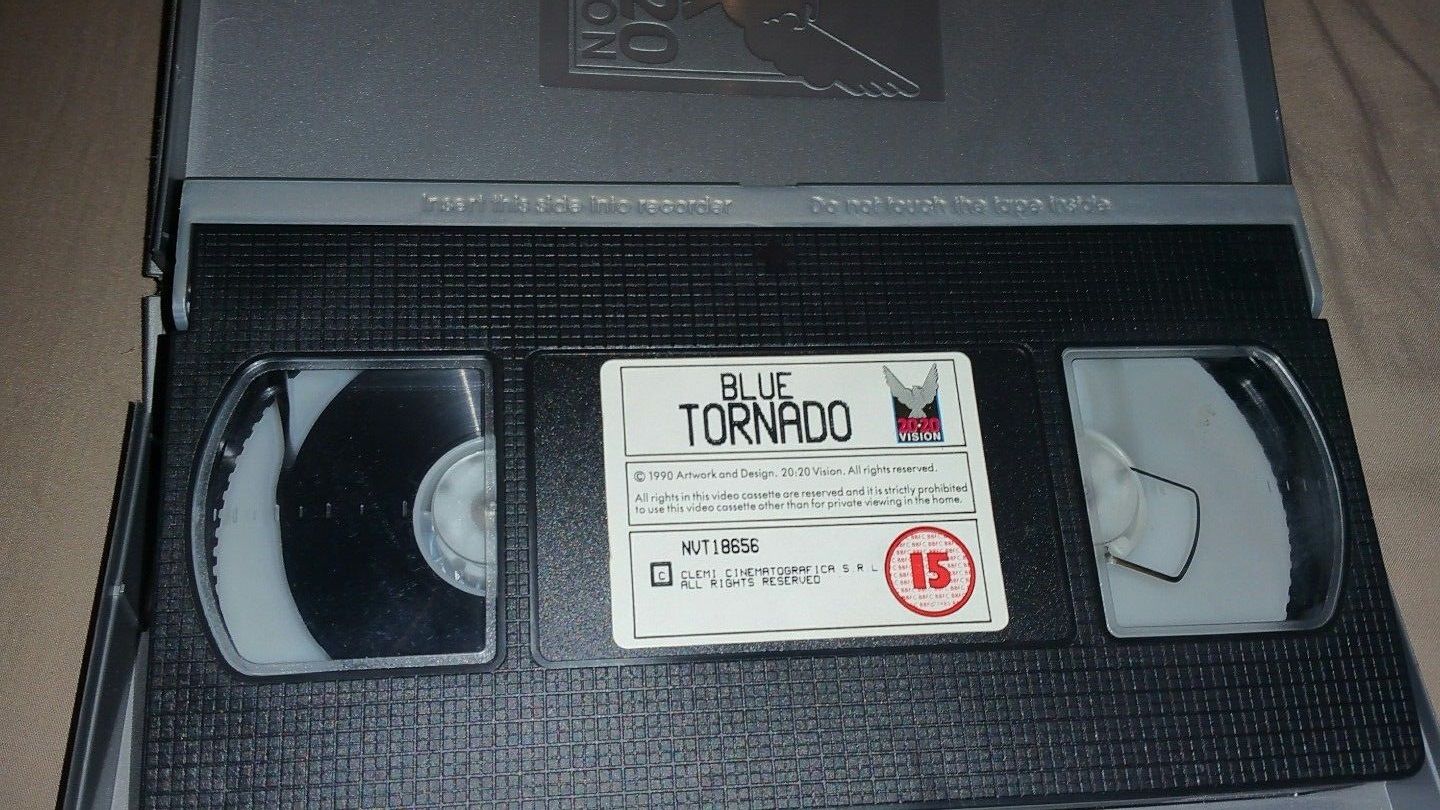 20
ON
Insert this side into recorder Do not touch the tape inside
BLUE
TORNADO
20:20
VISION
© 1990 Artwork and Design. 20:20 Vision. All rights reserved.
All rights in this video cassette are reserved and it is strictly prohibited
to use this video cassette other than for private viewing in the home.
NVT18656
C CLEMI CINEMATOGRAFICA S.R.L
ALL RIGHTS RESERVED
15